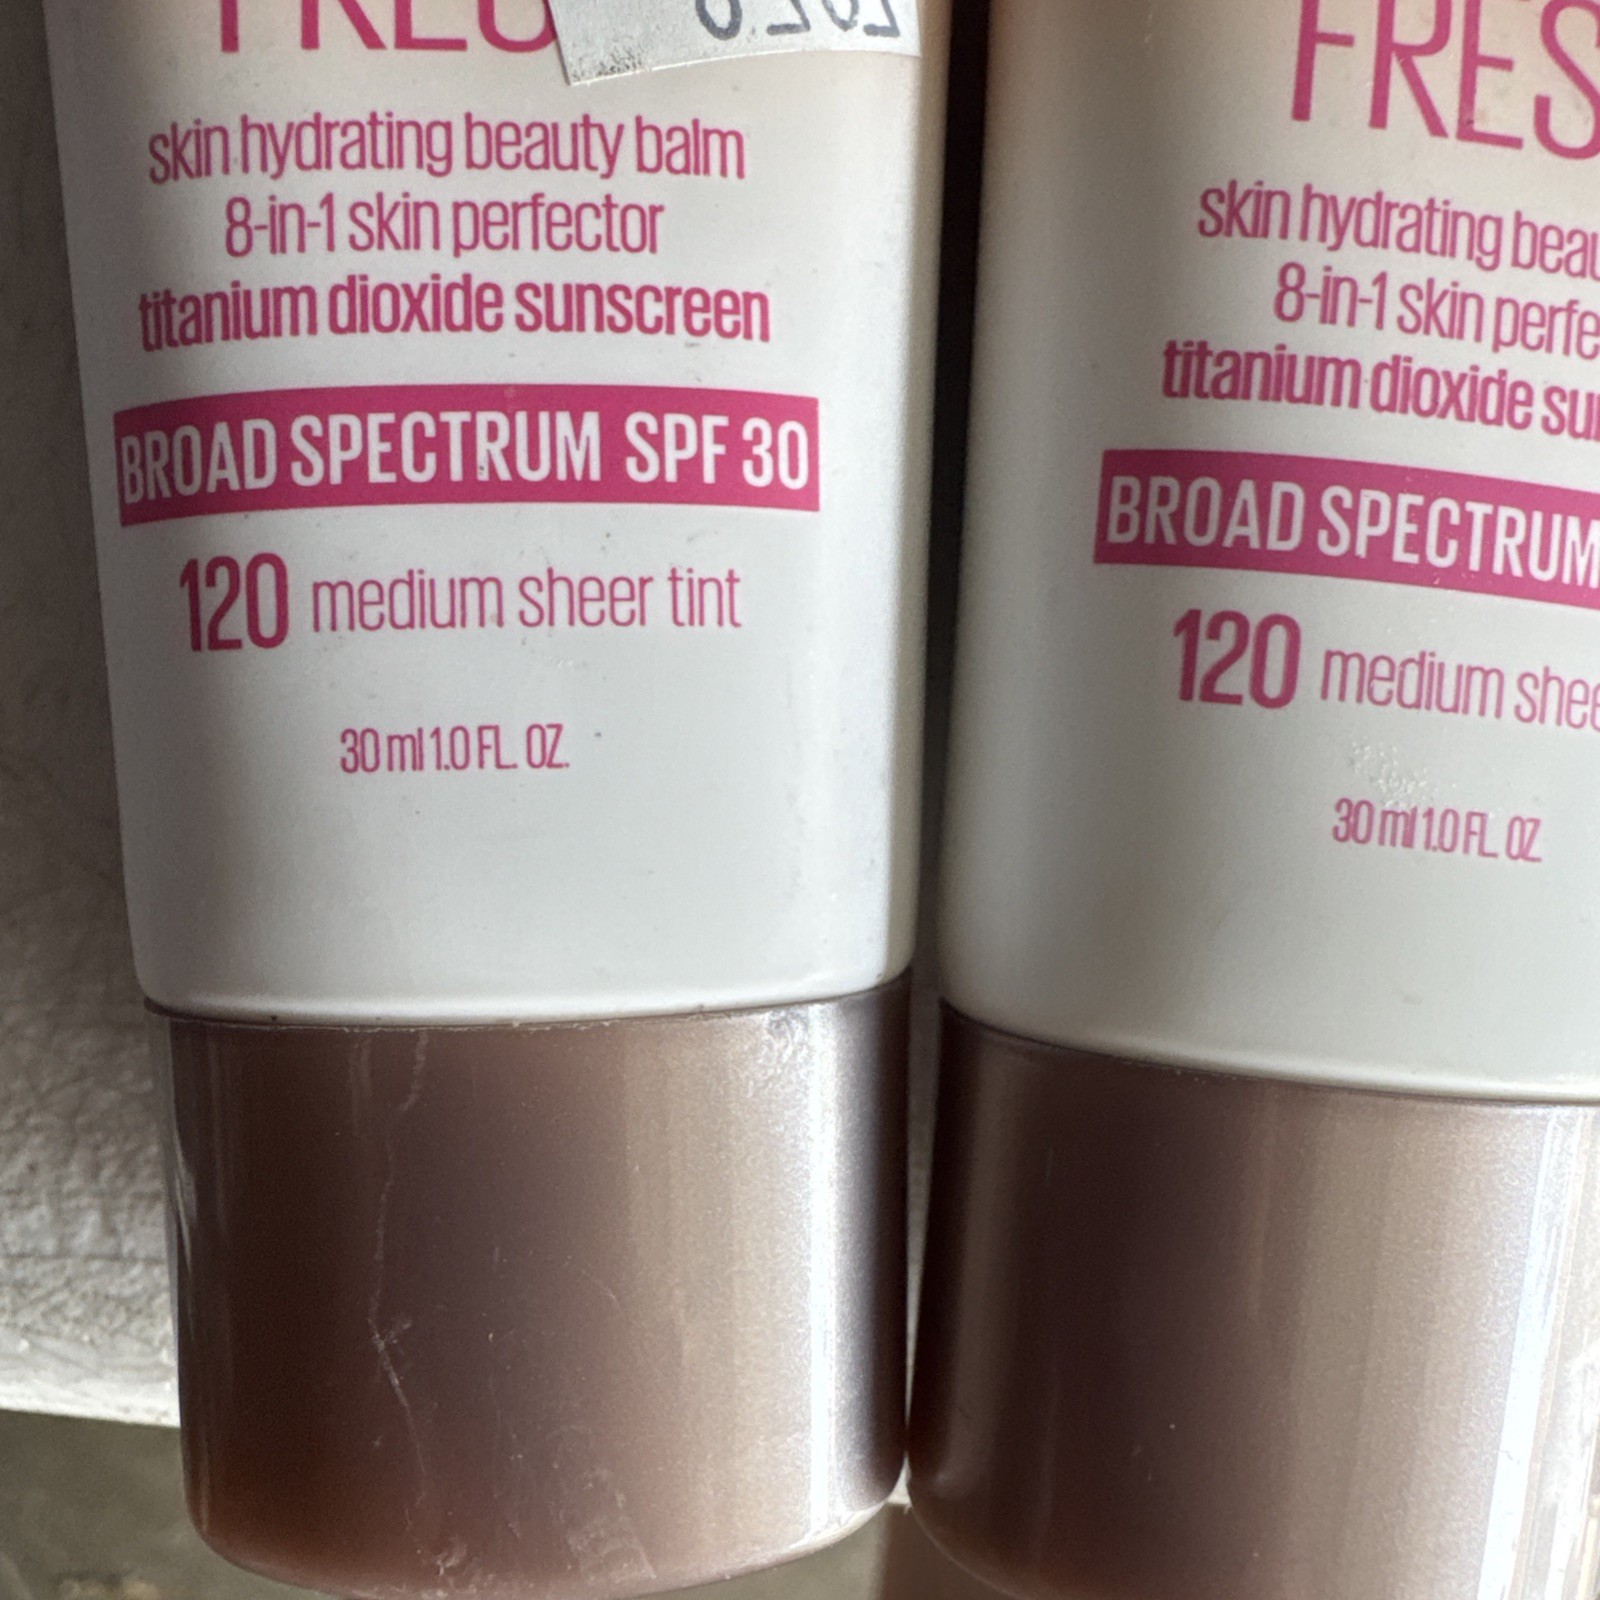 skin hydrating beauty balm
8-in-1 skin perfector
titanium dioxide sunscreen
BROAD SPECTRUM SPF 30
120 medium sheer tint
30 ml 1.0 FL. OZ.
FRES
skin hydrating beau
8-in-1 skin perfe
titanium dioxide su
BROAD SPECTRUM
120 medium shee
30 ml 1.0 FL. OZ